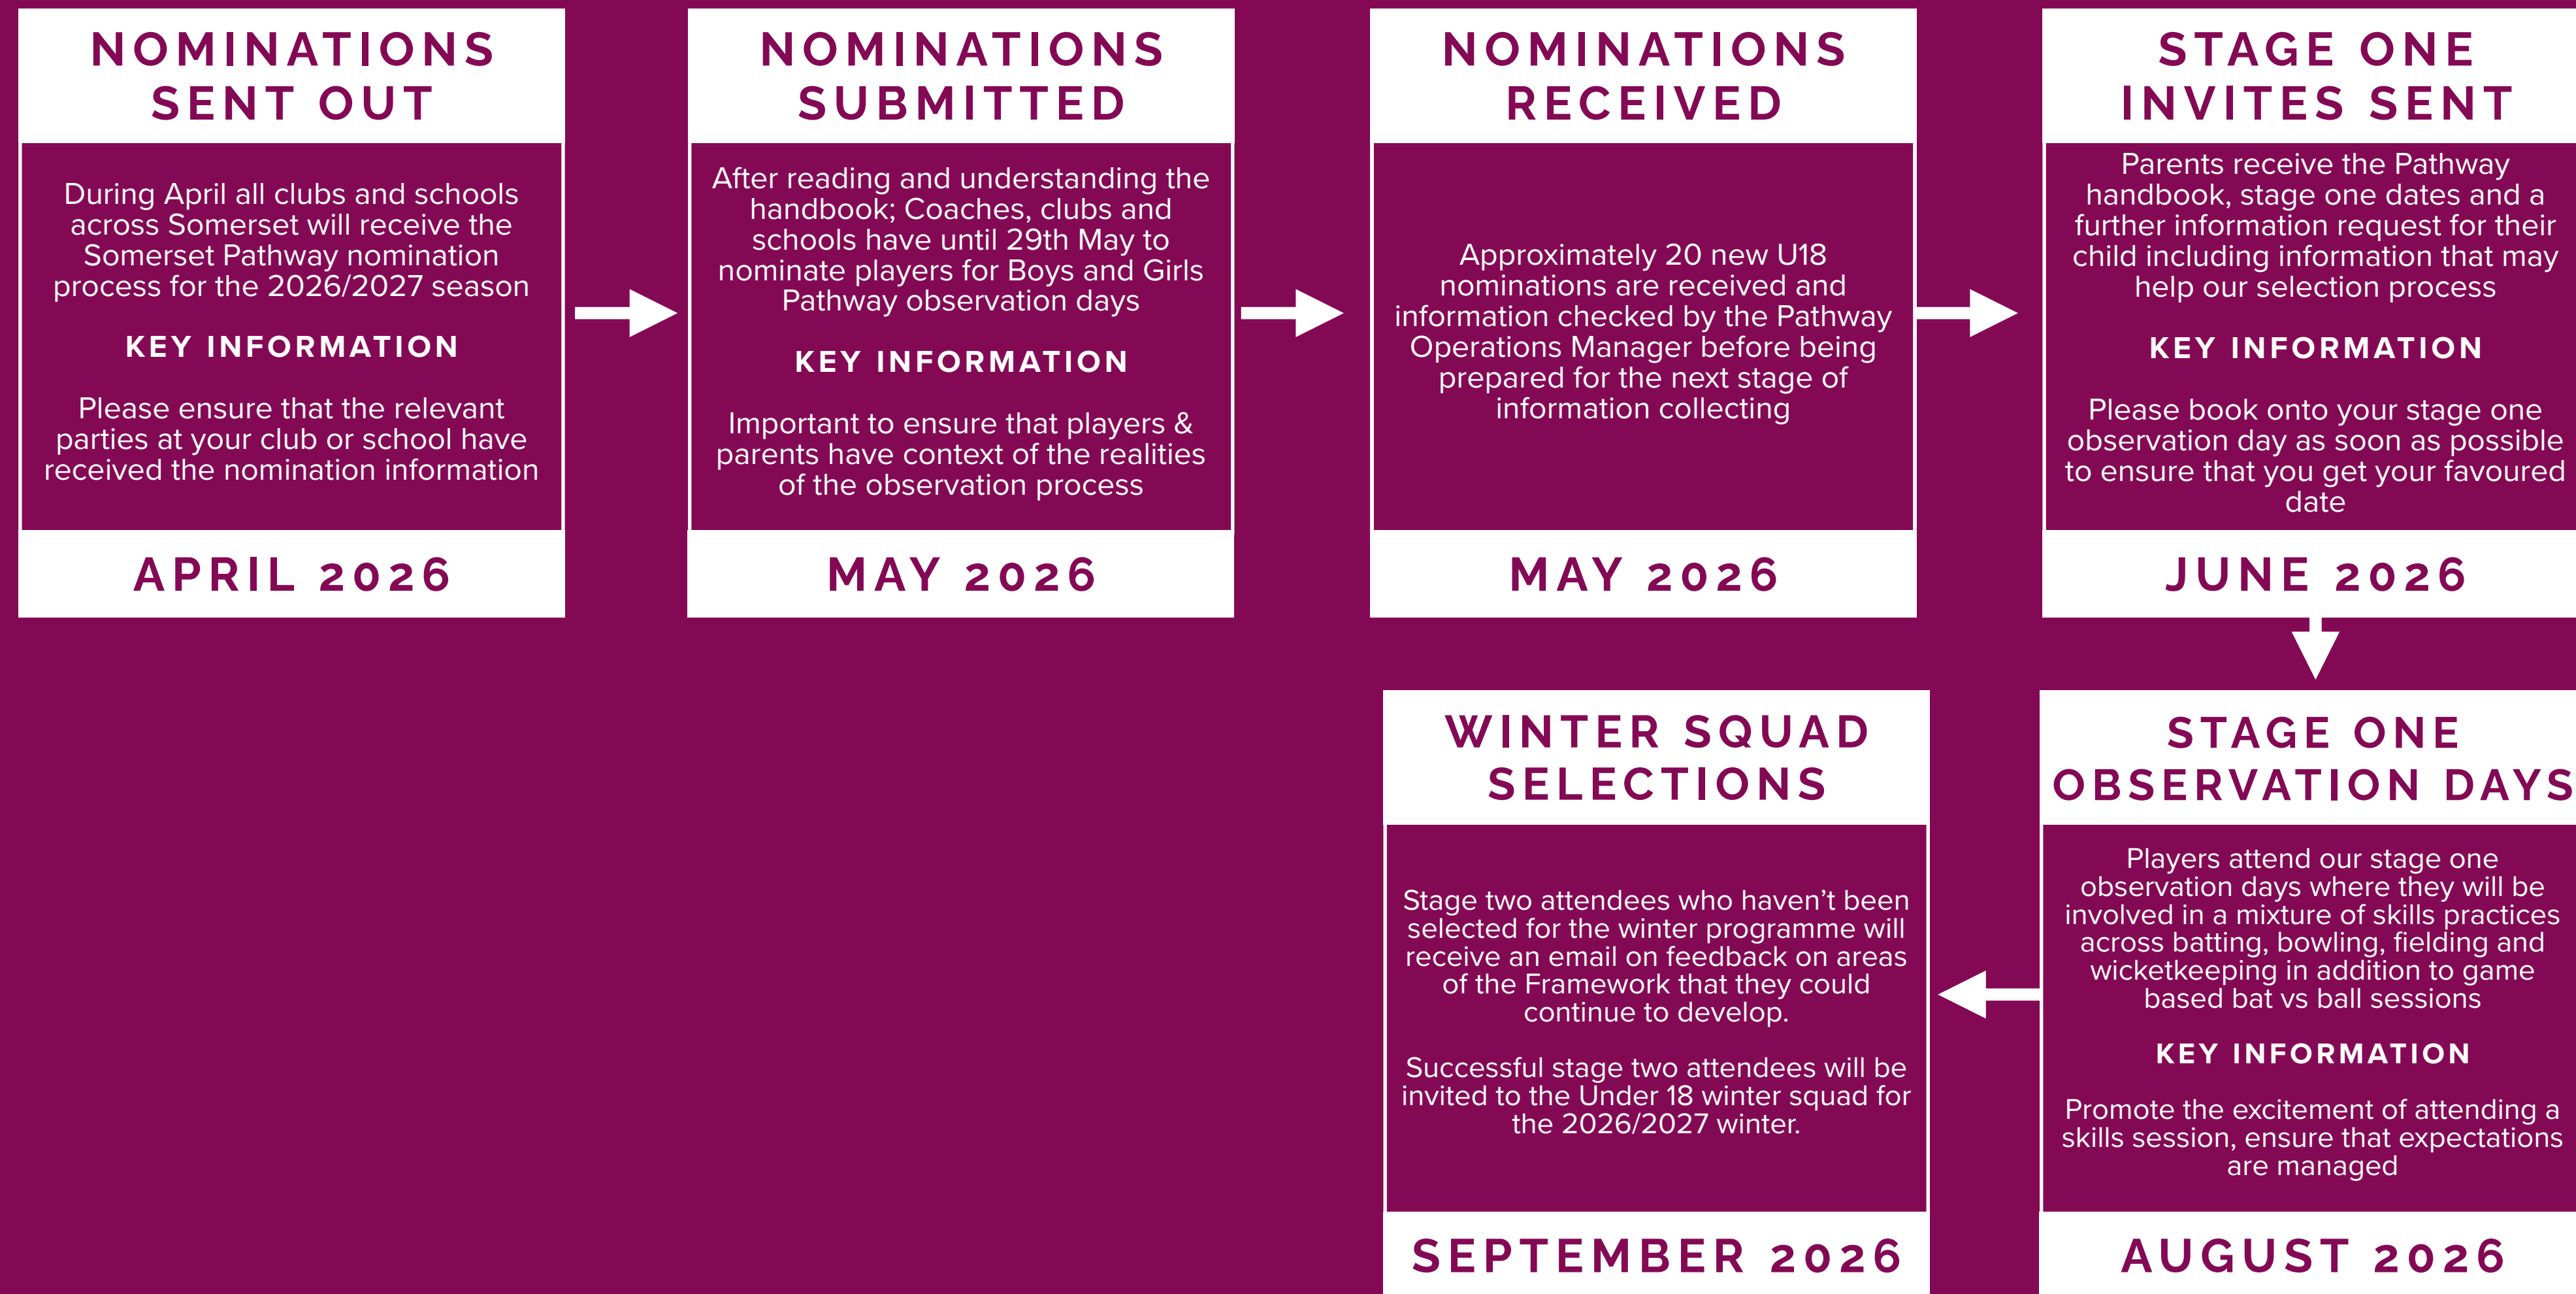 NOMINATIONS
SENT OUT
During April all clubs and schools
across Somerset will receive the
Somerset Pathway nomination
process for the 2026/2027 season
KEY INFORMATION
Please ensure that the relevant
parties at your club or school have
received the nomination information
APRIL 2026
NOMINATIONS
SUBMITTED
After reading and understanding the
handbook; Coaches, clubs and
schools have until 29th May to
nominate players for Boys and Girls
Pathway observation days
KEY INFORMATION
Important to ensure that players &
parents have context of the realities
of the observation process
MAY 2026
NOMINATIONS
RECEIVED
Approximately 20 new U18
nominations are received and
information checked by the Pathway
Operations Manager before being
prepared for the next stage of
information collecting
MAY 2026
STAGE ONE
INVITES SENT
Parents receive the Pathway
handbook, stage one dates and a
further information request for their
child including information that may
help our selection process
KEY INFORMATION
Please book onto your stage one
observation day as soon as possible
to ensure that you get your favoured
date
JUNE 2026
STAGE ONE
OBSERVATION DAYS
Players attend our stage one
observation days where they will be
involved in a mixture of skills practices
across batting, bowling, fielding and
wicketkeeping in addition to game
based bat vs ball sessions
KEY INFORMATION
Promote the excitement of attending a
skills session, ensure that expectations
are managed
AUGUST 2026
WINTER SQUAD
SELECTIONS
Stage two attendees who haven't been
selected for the winter programme will
receive an email on feedback on areas
of the Framework that they could
continue to develop.
Successful stage two attendees will be
invited to the Under 18 winter squad for
the 2026/2027 winter.
SEPTEMBER 2026